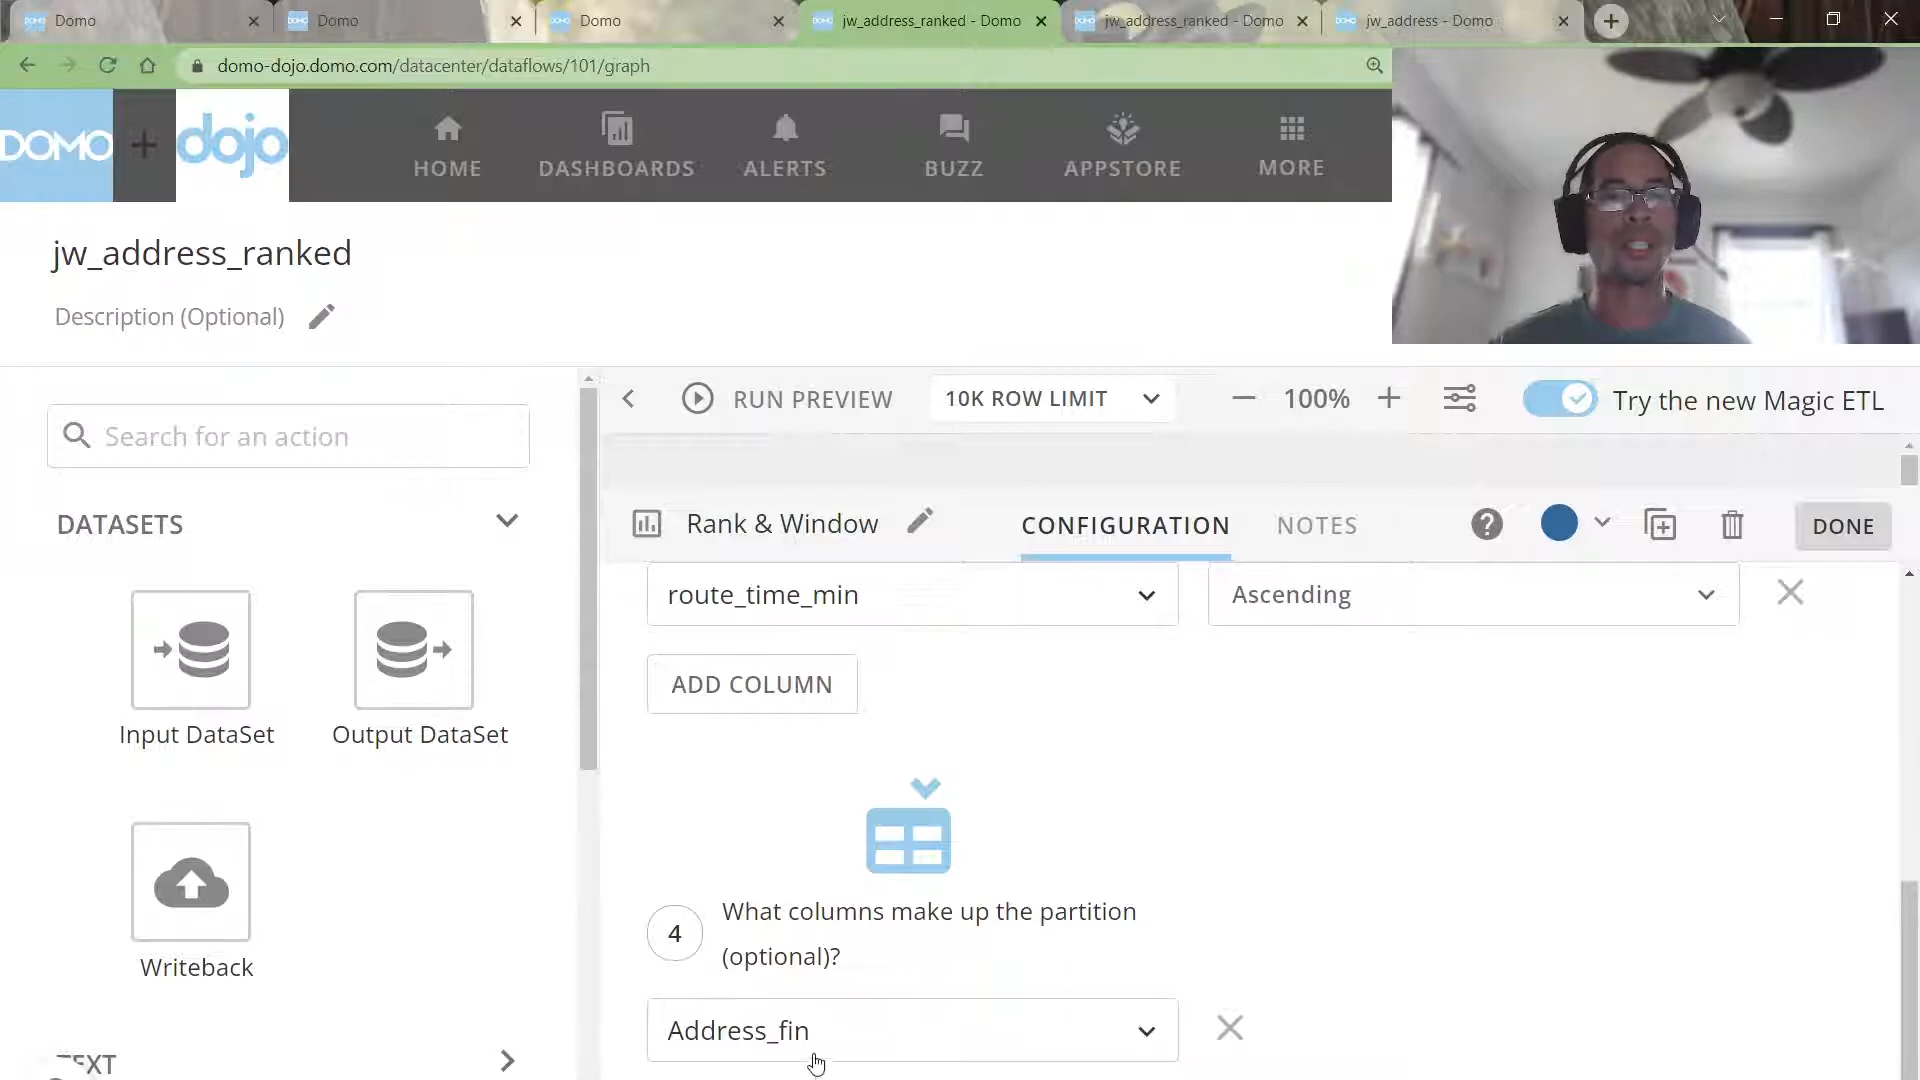 Domo
Domo
Domo
jw_address_ranked - Domo
jw_address_ranked - Domo
jw_address - Domo
domo-dojo.domo.com/datacenter/dataflows/101/graph
DOMO
dojo
HOME
DASHBOARDS
ALERTS
BUZZ
APPSTORE
MORE
jw_address_ranked
Description (Optional)
RUN PREVIEW
10K ROW LIMIT
100%
Try the new Magic ETL
Search for an action
DATASETS
Input DataSet
Output DataSet
Writeback
TEXT
Rank & Window
CONFIGURATION
NOTES
DONE
route_time_min
Ascending
ADD COLUMN
4
What columns make up the partition
(optional)?
Address_fin